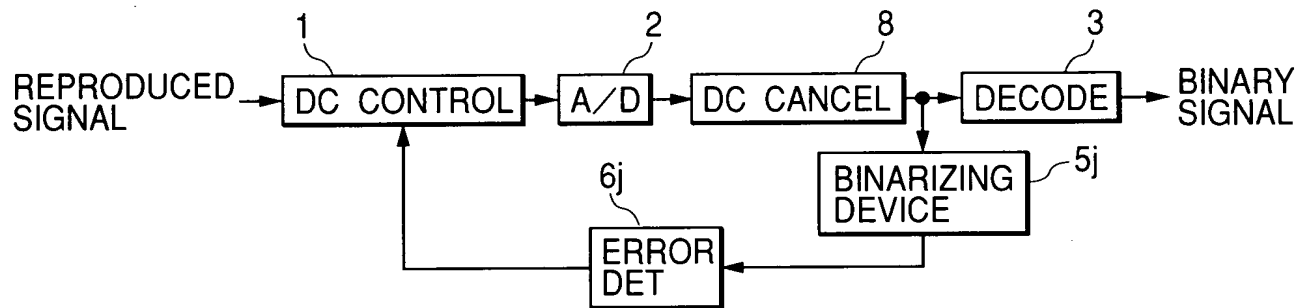 1
2
8
3
REPRODUCED
SIGNAL
DC CONTROL
A/D
DC CANCEL
DECODE
BINARY
SIGNAL
BINARIZING
DEVICE
5j
6j
ERROR
DET